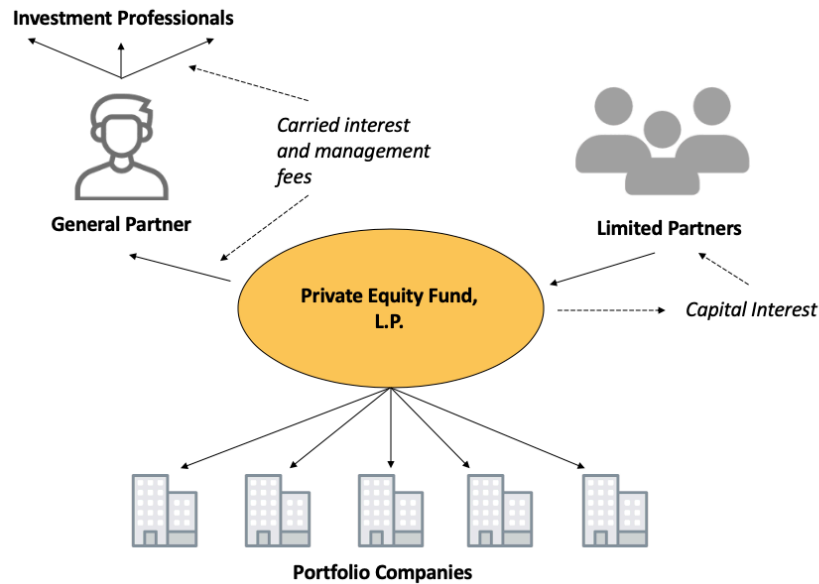 Investment Professionals
Carried interest
and management
fees
General Partner
Limited Partners
Private Equity Fund,
L.P.
Capital Interest
Portfolio Companies